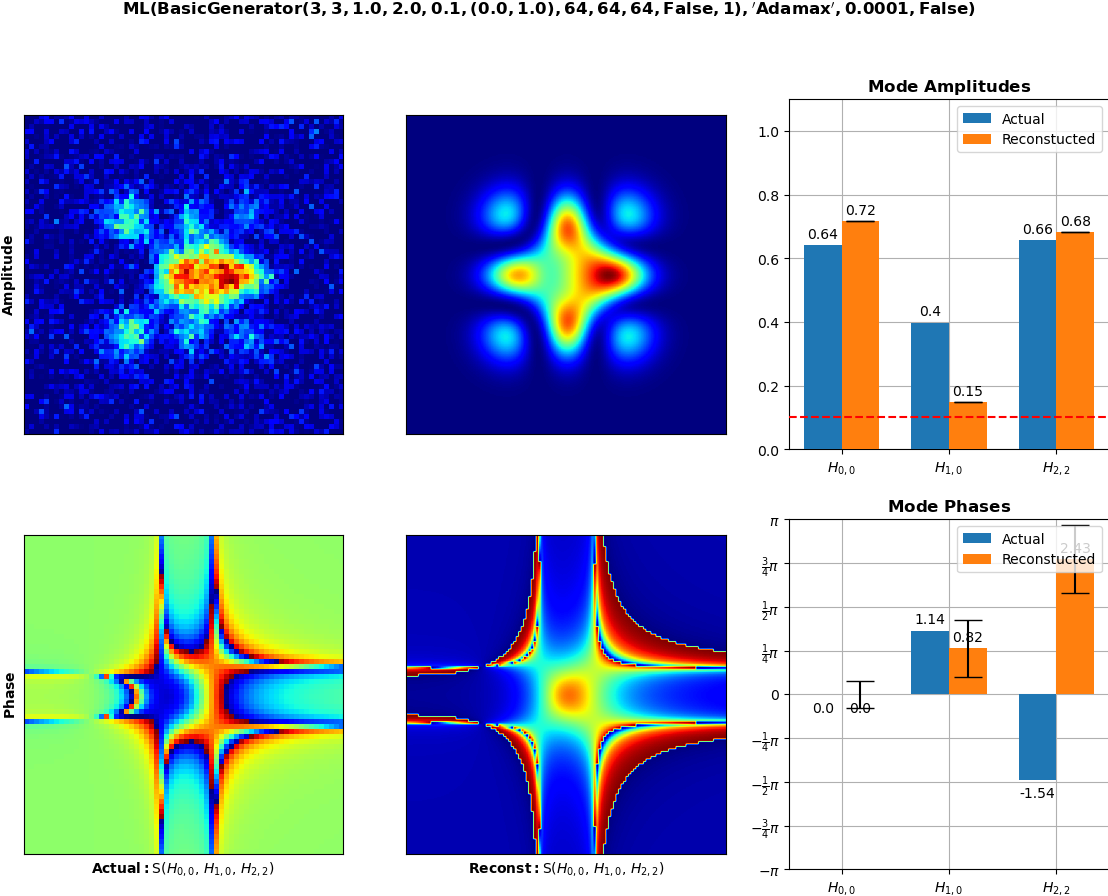 ML(BasicGenerator(3, 3, 1.0, 2.0, 0.1, (0.0, 1.0), 64, 64, 64, False, 1), ′Adamax′, 0.0001, False)
Amplitude
Mode Amplitudes
Actual
Reconstucted
1.0
0.8
0.6
0.4
0.2
0.0
0.64
0.72
0.4
0.15
0.66
0.68
H0, 0
H1, 0
H2, 2
Phase
Actual: S(H0, 0, H1, 0, H2, 2)
Reconst: S(H0, 0, H1, 0, H2, 2)
Mode Phases
Actual
Reconstucted
π
3/4π
1/2π
1/4π
0
−1/4π
−1/2π
−3/4π
−π
0.0
0.0
1.14
0.82
-1.54
2.43
H0, 0
H1, 0
H2, 2